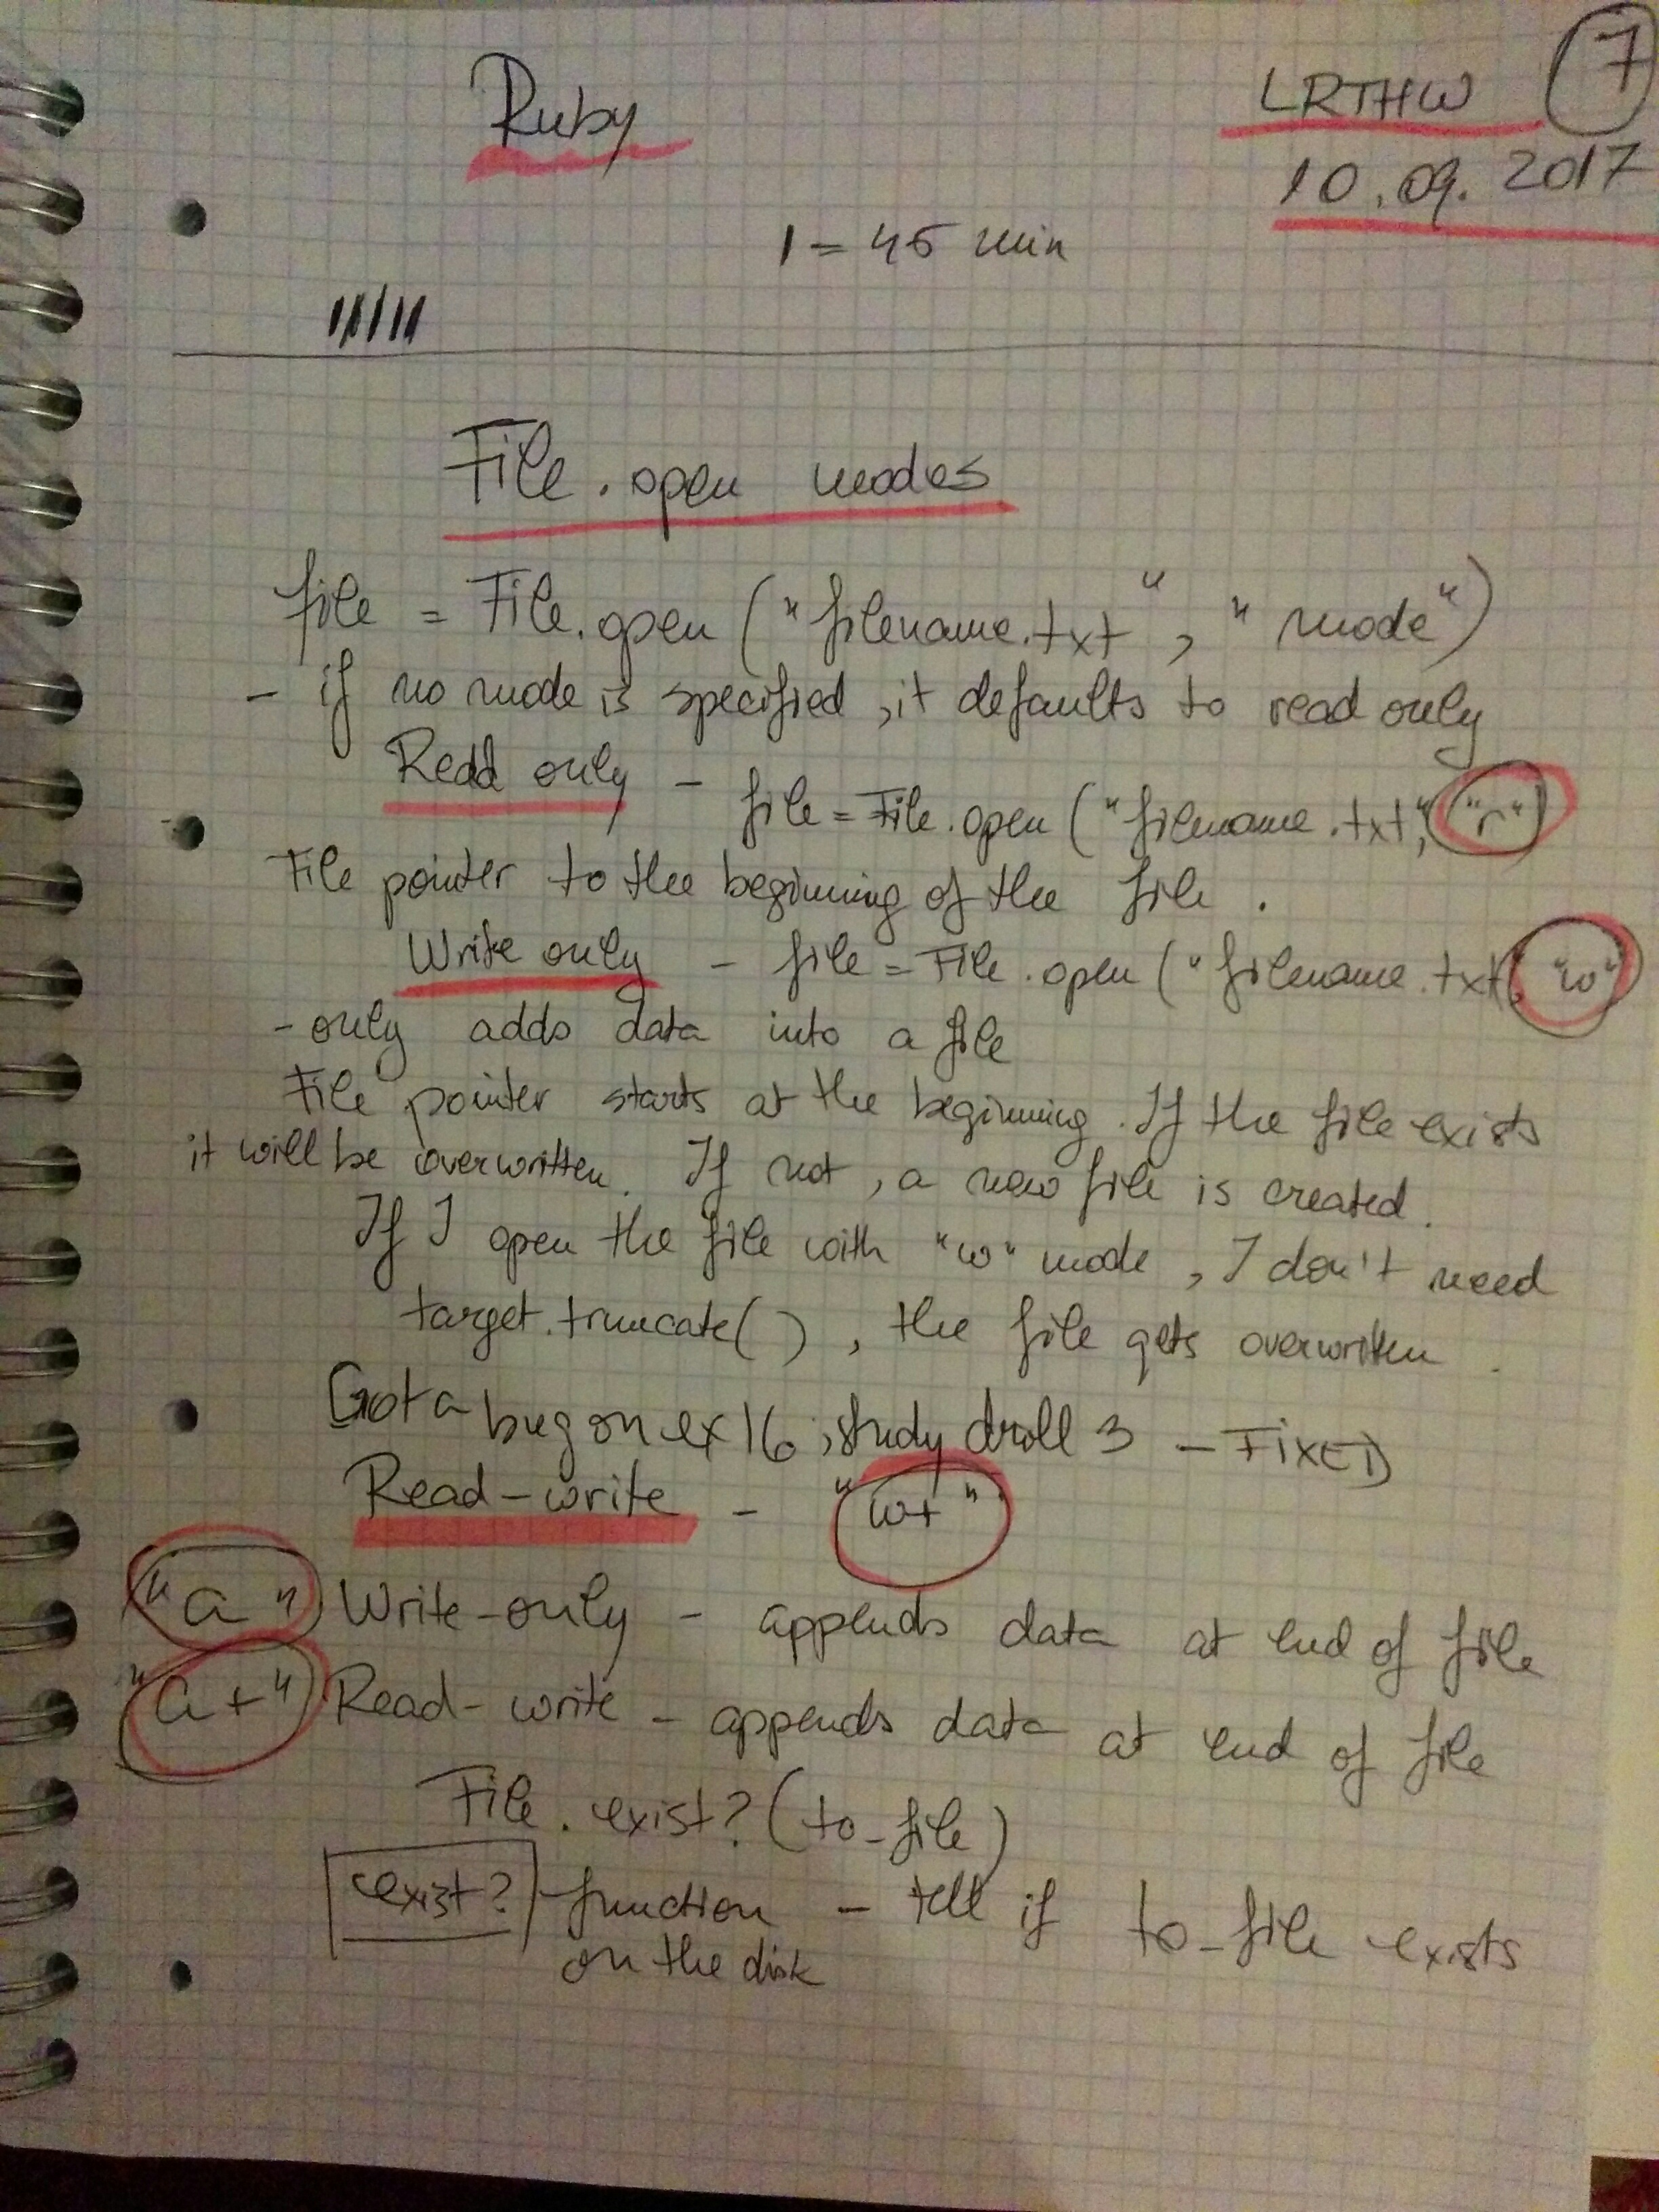 Ruby
LRTHW 7
10.09.2017
1 = 45 min
File.open modes
file = File.open ("filename.txt", "mode")
- if no mode is specified, it defaults to read only
Read only - file = File.open ("filename.txt", "r")
File pointer to the beginning of the file.
Write only - file = File.open ("filename.txt", "w"
- only adds data into a file
File pointer starts at the beginning. If the file exists
it will be overwritten. If not, a new file is created.
If I open the file with "w" mode, I don't need
target.truncate(), the file gets overwritten.
Got a bug on ex 16, study droll 3 - FIXED
Read-write - "w+"
"a" Write-only - appends data at end of file
"a+" Read-write - appends data at end of file
File.exist? (to_file)
exist? function - tell if to_file exists
on the disk